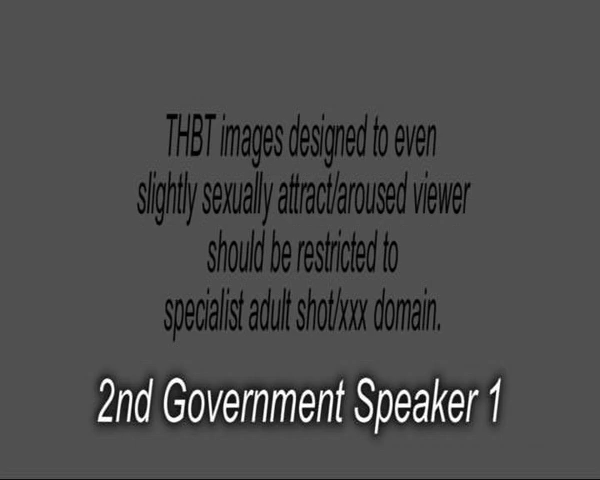 THBT images designed to even
slightly sexually attract/aroused viewer
should be restricted to
specialist adult shot/xxx domain.
2nd Government Speaker 1